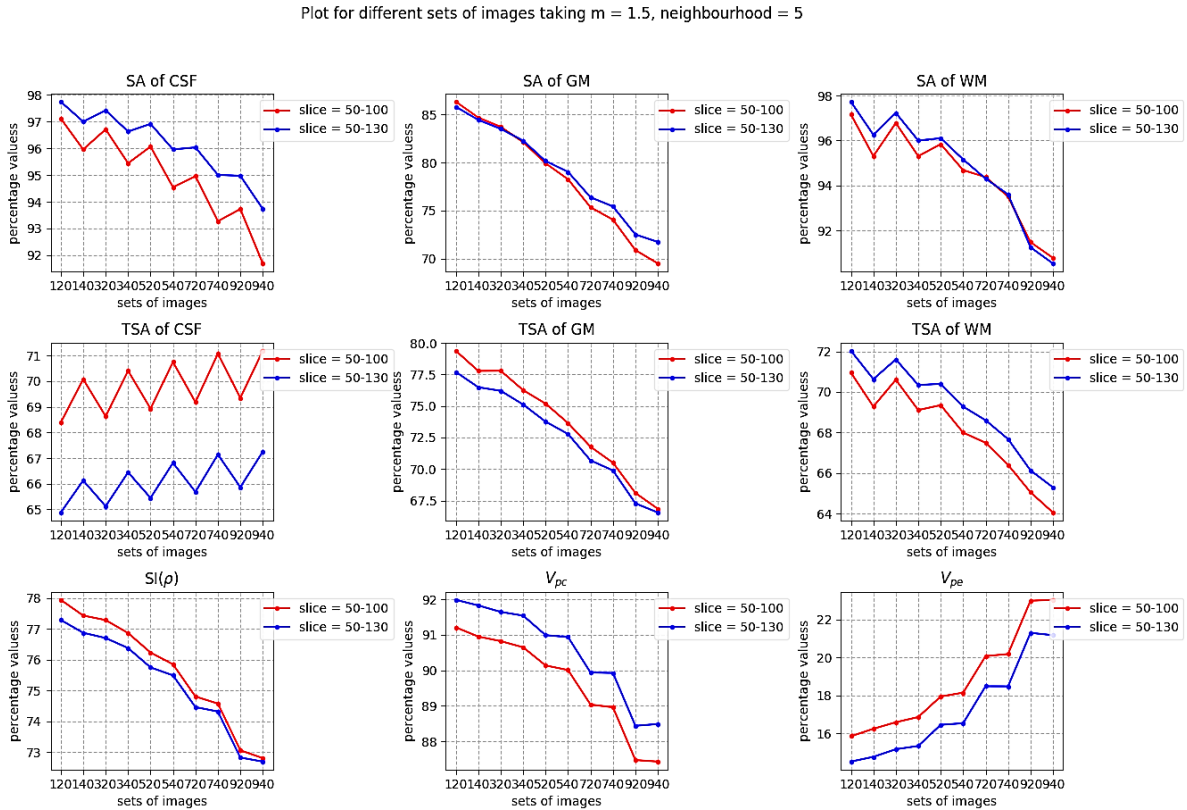 Plot for different sets of images taking m = 1.5, neighbourhood = 5
SA of CSF
98
97
96
95
94
93
92
percentage valuess
slice = 50-100
slice = 50-130
120140320340520540720740920940
sets of images
SA of GM
85
80
75
70
percentage valuess
slice = 50-100
slice = 50-130
120140320340520540720740920940
sets of images
SA of WM
98
96
94
92
percentage valuess
slice = 50-100
slice = 50-130
120140320340520540720740920940
sets of images
TSA of CSF
71
70
69
68
67
66
65
percentage valuess
slice = 50-100
slice = 50-130
120140320340520540720740920940
sets of images
TSA of GM
80.0
77.5
75.0
72.5
70.0
67.5
percentage valuess
slice = 50-100
slice = 50-130
120140320340520540720740920940
sets of images
TSA of WM
72
70
68
66
64
percentage valuess
slice = 50-100
slice = 50-130
120140320340520540720740920940
sets of images
SI(ρ)
78
77
76
75
74
73
percentage valuess
slice = 50-100
slice = 50-130
120140320340520540720740920940
sets of images
V_pc
92
91
90
89
88
percentage valuess
slice = 50-100
slice = 50-130
120140320340520540720740920940
sets of images
V_pe
22
20
18
16
percentage valuess
slice = 50-100
slice = 50-130
120140320340520540720740920940
sets of images